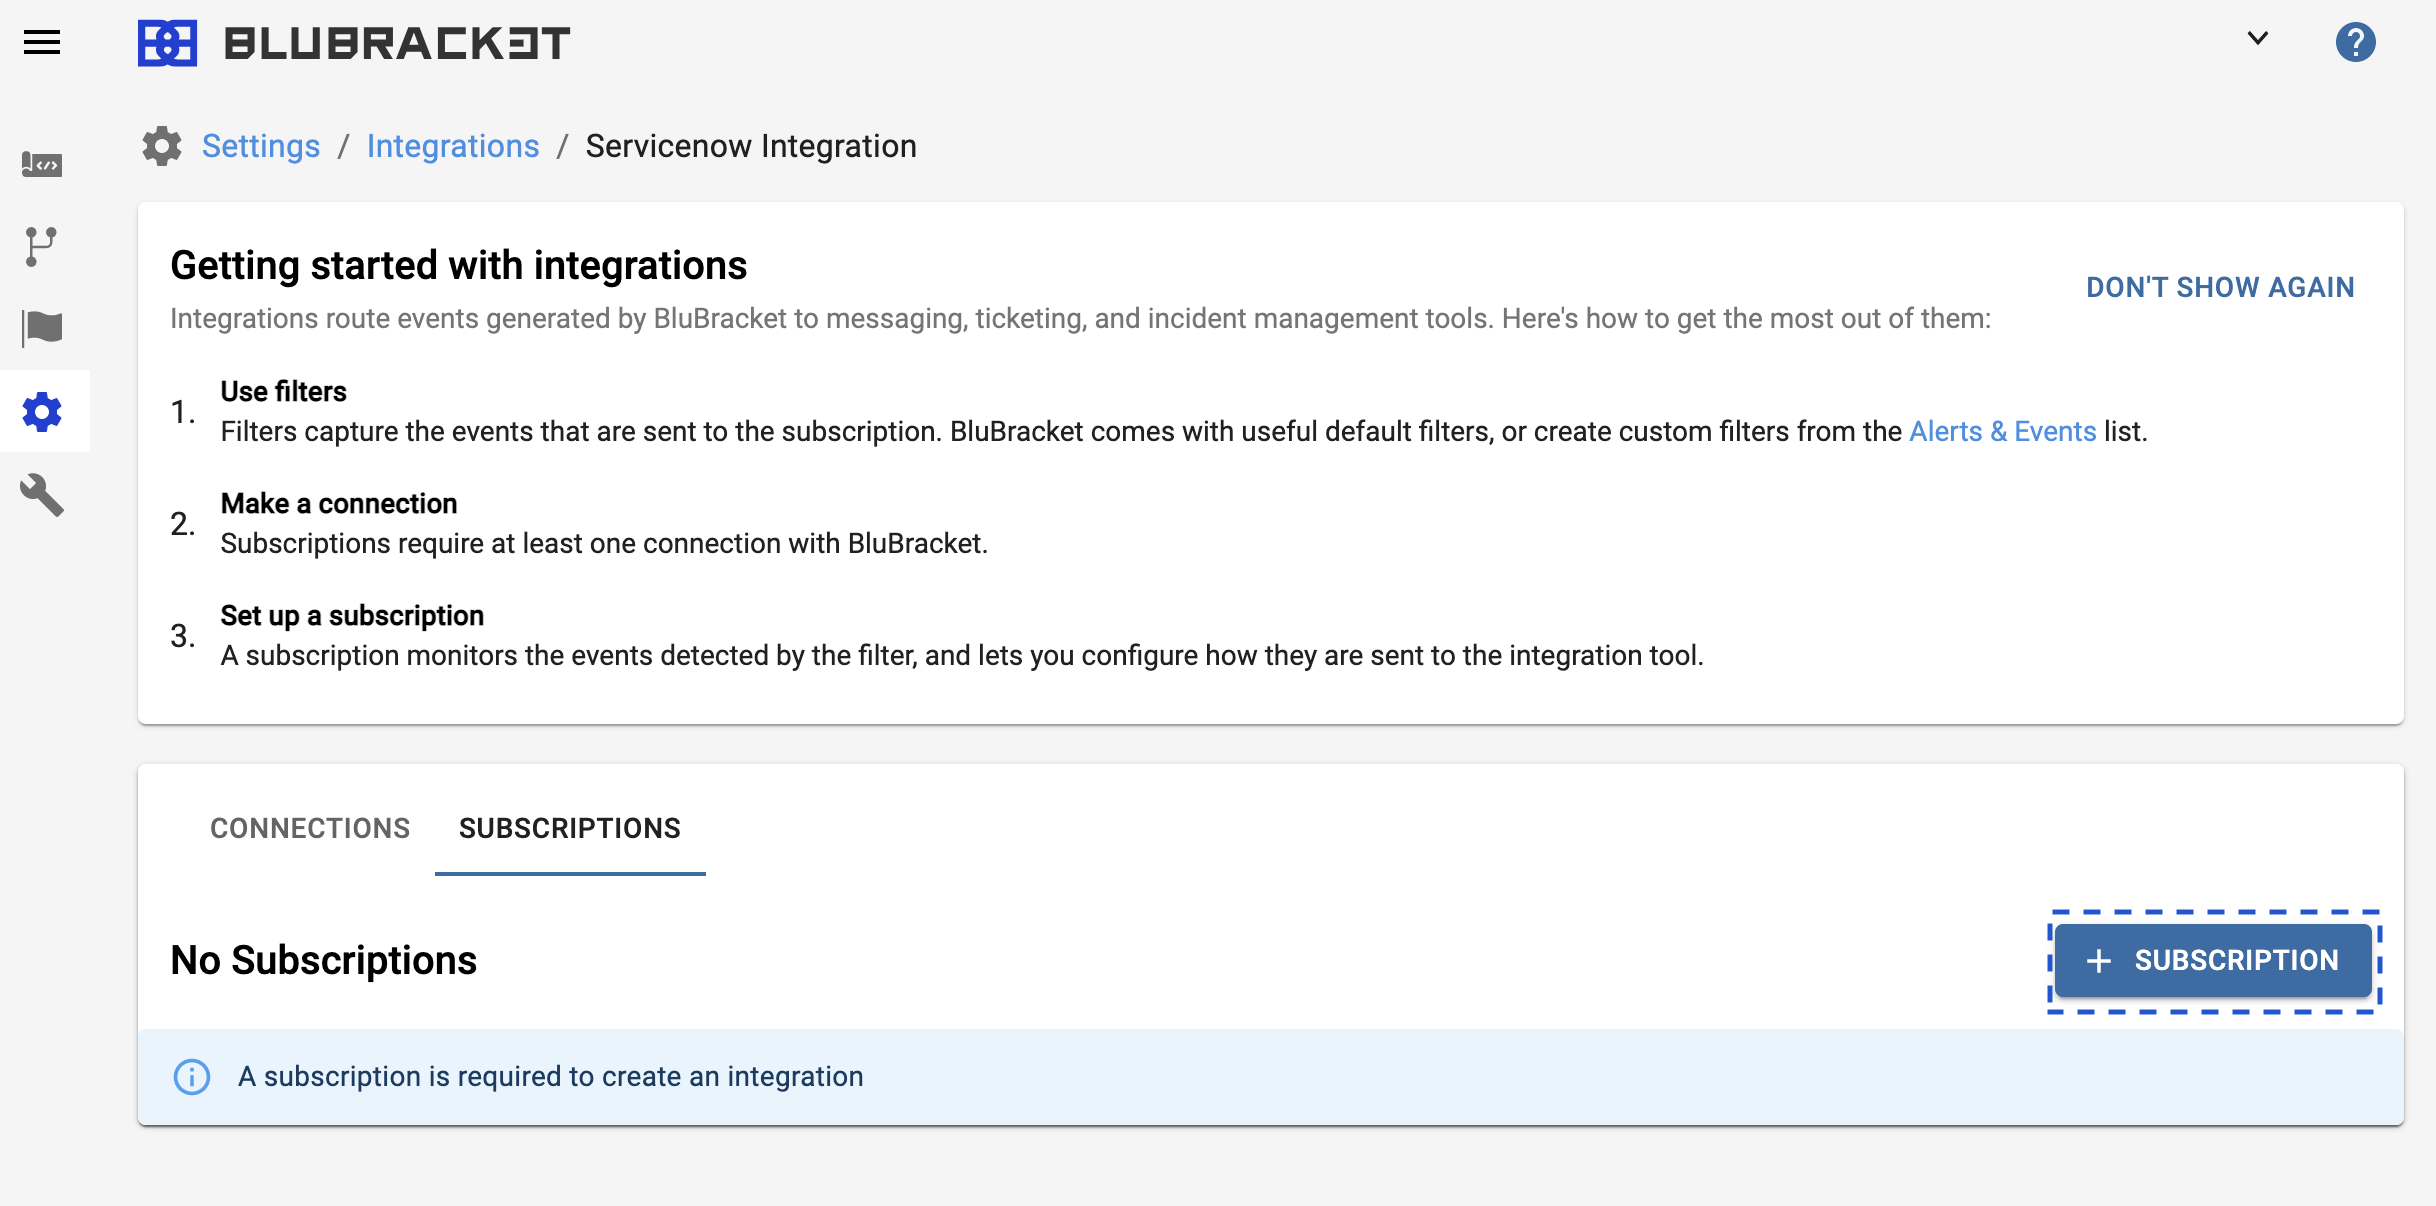 BLUBRACKET
?
Settings / Integrations / Servicenow Integration
Getting started with integrations
DON'T SHOW AGAIN
Integrations route events generated by BluBracket to messaging, ticketing, and incident management tools. Here's how to get the most out of them:
1. Use filters
Filters capture the events that are sent to the subscription. BluBracket comes with useful default filters, or create custom filters from the Alerts & Events list.
2. Make a connection
Subscriptions require at least one connection with BluBracket.
3. Set up a subscription
A subscription monitors the events detected by the filter, and lets you configure how they are sent to the integration tool.
CONNECTIONS SUBSCRIPTIONS
No Subscriptions
+ SUBSCRIPTION
A subscription is required to create an integration